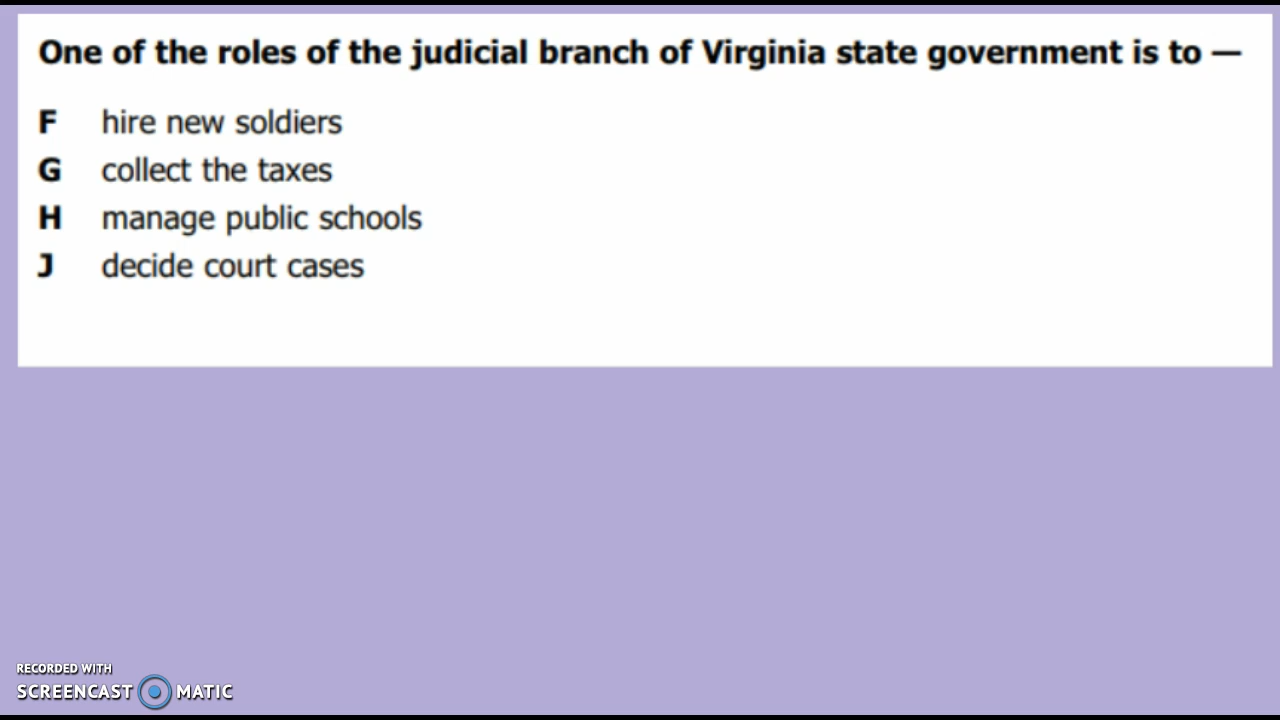 One of the roles of the judicial branch of Virginia state government is to —
F hire new soldiers
G collect the taxes
H manage public schools
J decide court cases
RECORDED WITH
SCREENCAST MATIC